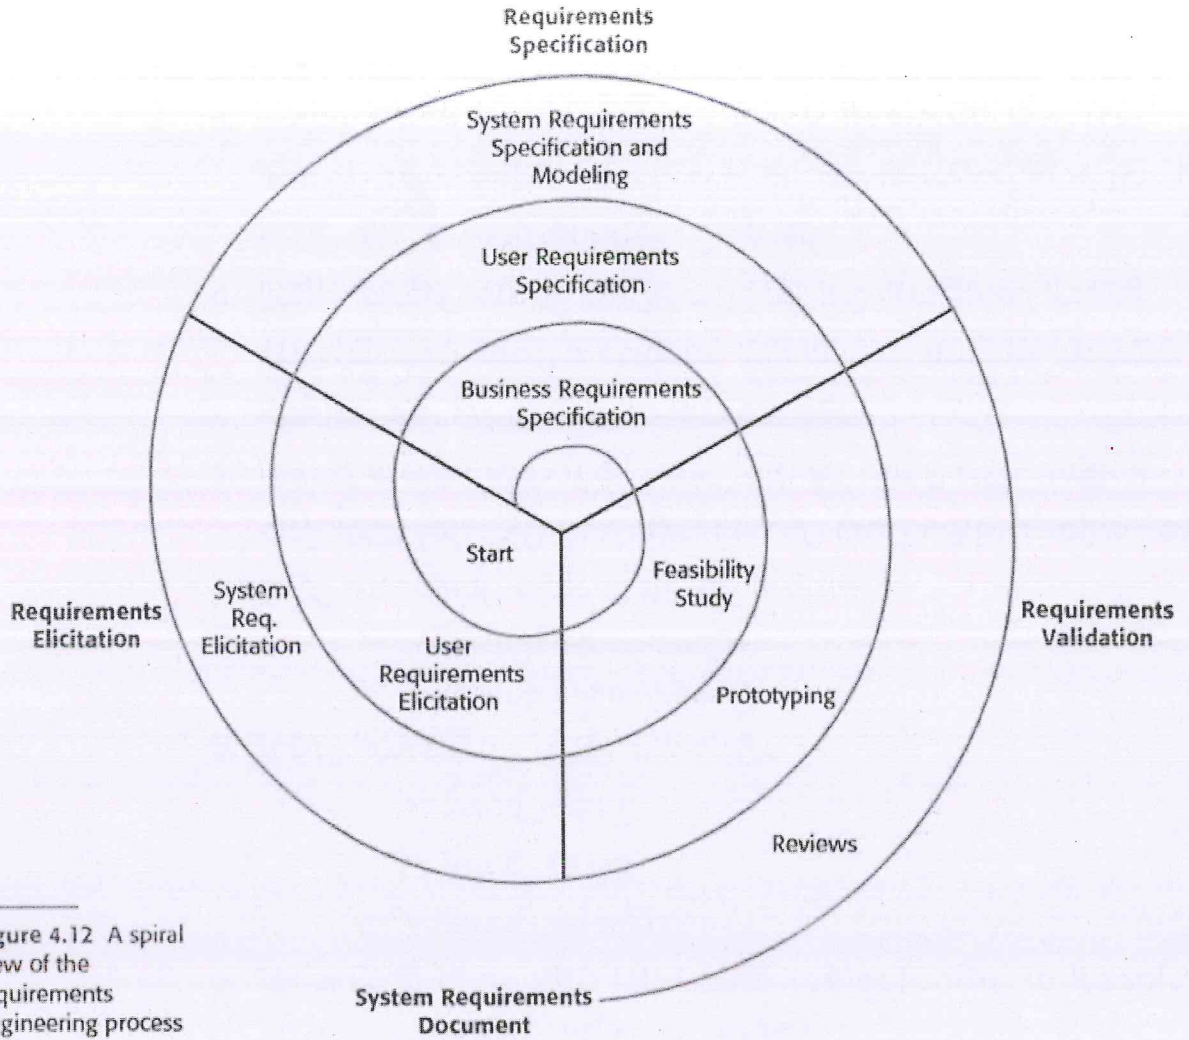 Requirements
Specification
System Requirements
Specification and
Modeling
User Requirements
Specification
Business Requirements
Specification
Start
Feasibility
Study
System
Req.
Elicitation
Requirements
Elicitation
Requirements
Validation
User
Requirements
Elicitation
Prototyping
Reviews
gure 4.12 A spiral
ew of the
quirements
gineering process
System Requirements
Document